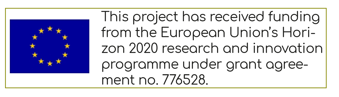 This project has received funding
from the European Union's Hori-
zon 2020 research and innovation
programme under grant agree-
ment no. 776528.